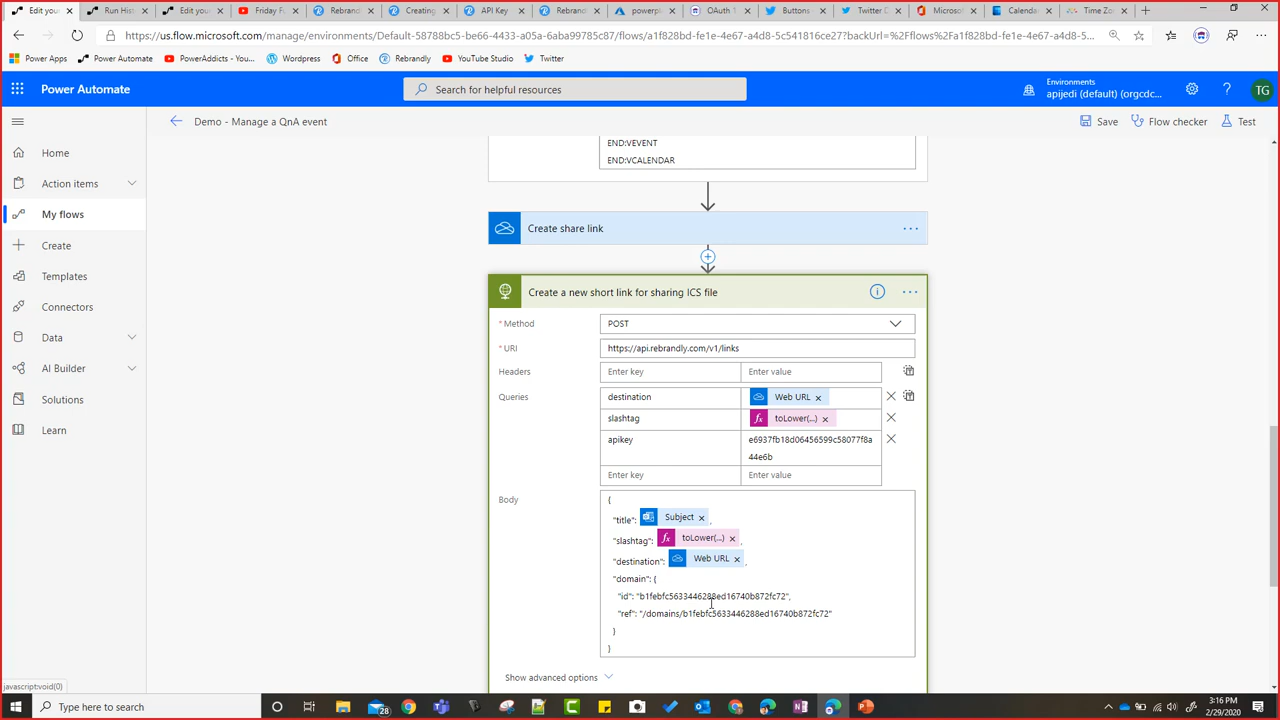 Edit your
Run His
Edit your
Friday F
Rebrandl
Creating
API Key
Rebrand
powerpl
OAuth 1
Buttons
Twitter D
Microso
Calenda
Time Zo
https://us.flow.microsoft.com/manage/environments/Default-58788bc5-be66-4433-a05a-6aba99785c87/flows/a1f828bd-fe1e-4e67-a4d8-5c541816ce27?backUrl=%2Fflows%2Fa1f828bd-fe1e-4e67-a4d8-5c...
Power Apps
Power Automate
PowerAddicts - You...
Wordpress
Office
Rebrandly
YouTube Studio
Twitter
Power Automate
Search for helpful resources
Environments
apijedi (default) (orgcdc...
TG
Demo - Manage a QnA event
Save
Flow checker
Test
Home
Action items
My flows
Create
Templates
Connectors
Data
AI Builder
Solutions
Learn
END:VEVENT
END:VCALENDAR
Create share link
Create a new short link for sharing ICS file
* Method
POST
* URI
https://api.rebrandly.com/v1/links
Headers
Enter key
Enter value
Queries
destination
Web URL
slashtag
toLower(...)
apikey
e6937fb18d06456599c58077f8a
44e6b
Enter key
Enter value
Body
{
"title": Subject ,
"slashtag": toLower(...) ,
"destination": Web URL ,
"domain": {
"id": "b1febfc5633446288ed16740b872fc72",
"ref": "/domains/b1febfc5633446288ed16740b872fc72"
}
}
Show advanced options
javascript:void(0)
Type here to search
28
3:16 PM
2/29/2020